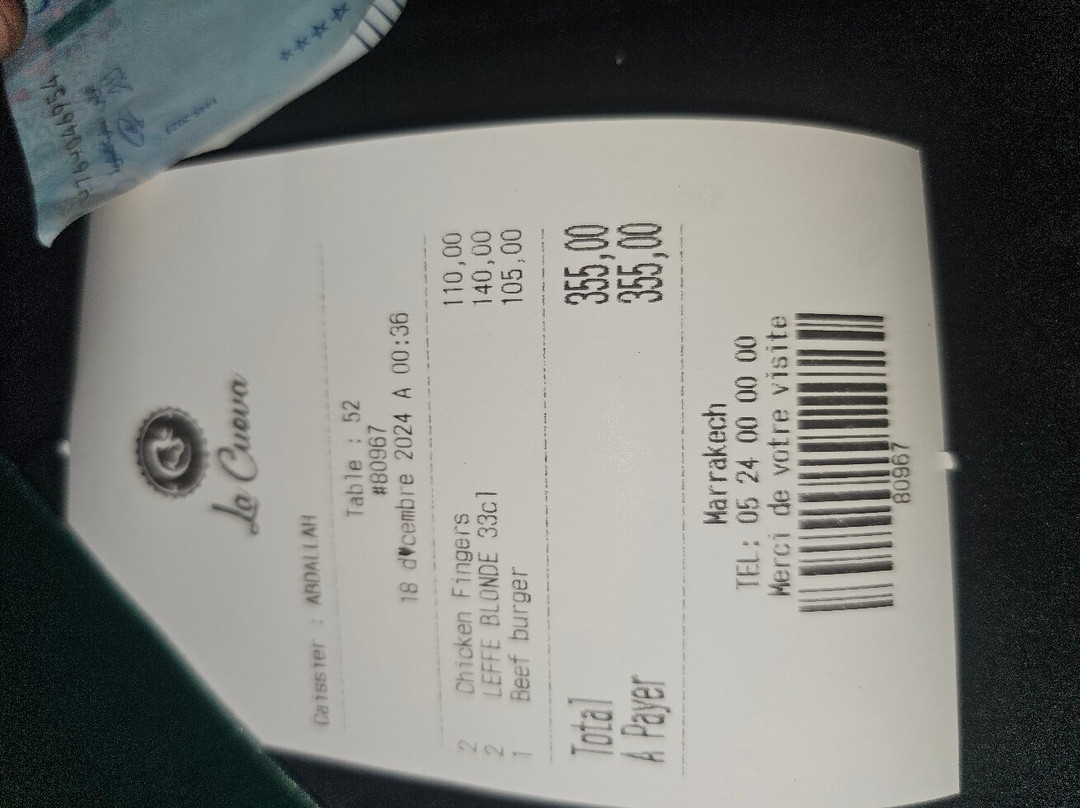 La Cueva
Caissier : ABDALLAH
Table : 52
#80967
18 d♥cembre 2024 A 00:36
2 Chicken Fingers 110,00
2 LEFFE BLONDE 33cl 140,00
1 Beef burger 105,00
Total 355,00
A Payer 355,00
Marrakech
TEL: 05 24 00 00 00
Merci de votre visite
80967